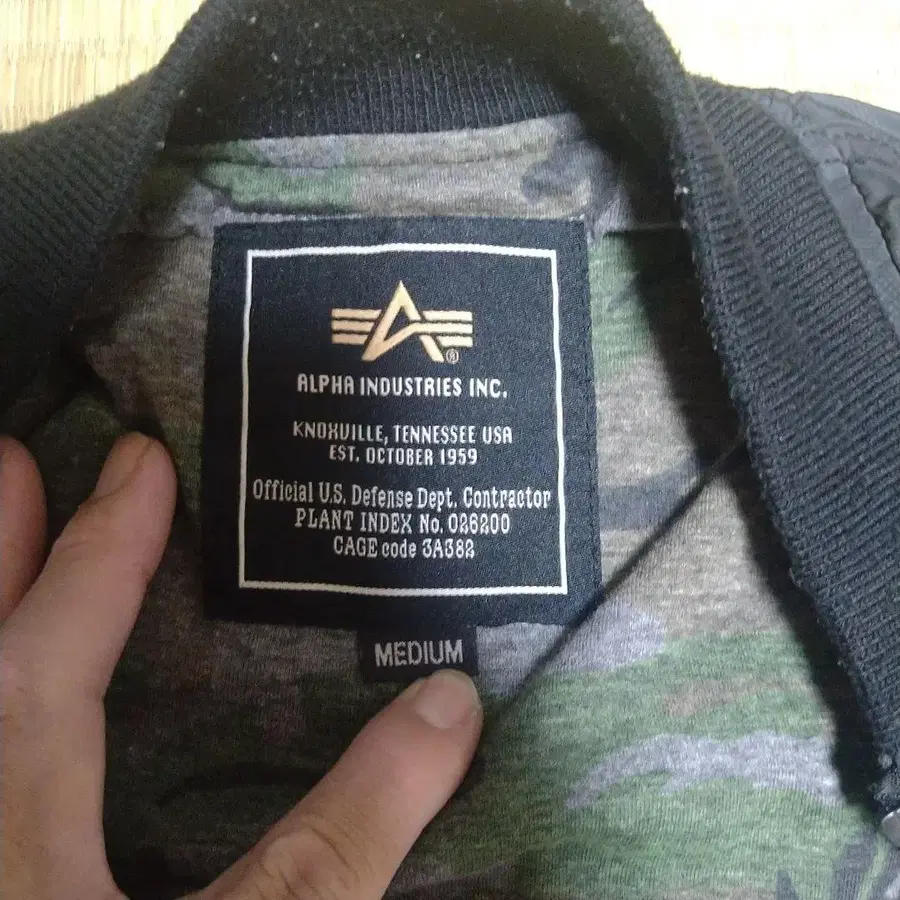 ®
ALPHA INDUSTRIES INC.
KNOXVILLE, TENNESSEE USA
EST. OCTOBER 1959
Official U.S. Defense Dept. Contractor
PLANT INDEX No. 026200
CAGE code 3A382
MEDIUM